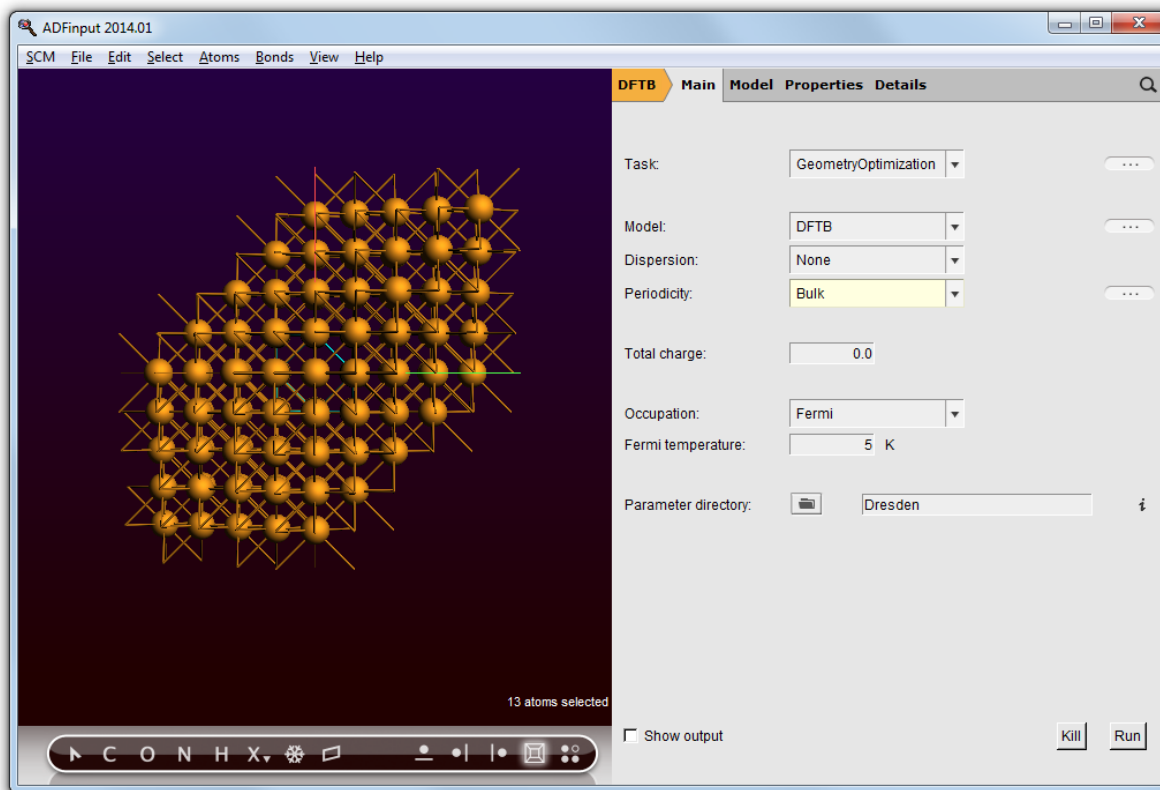 ADFinput 2014.01
SCM File Edit Select Atoms Bonds View Help
DFTB Main Model Properties Details
Task: GeometryOptimization
Model: DFTB
Dispersion: None
Periodicity: Bulk
Total charge: 0.0
Occupation: Fermi
Fermi temperature: 5 K
Parameter directory: Dresden i
13 atoms selected
Show output Kill Run
C O N H X